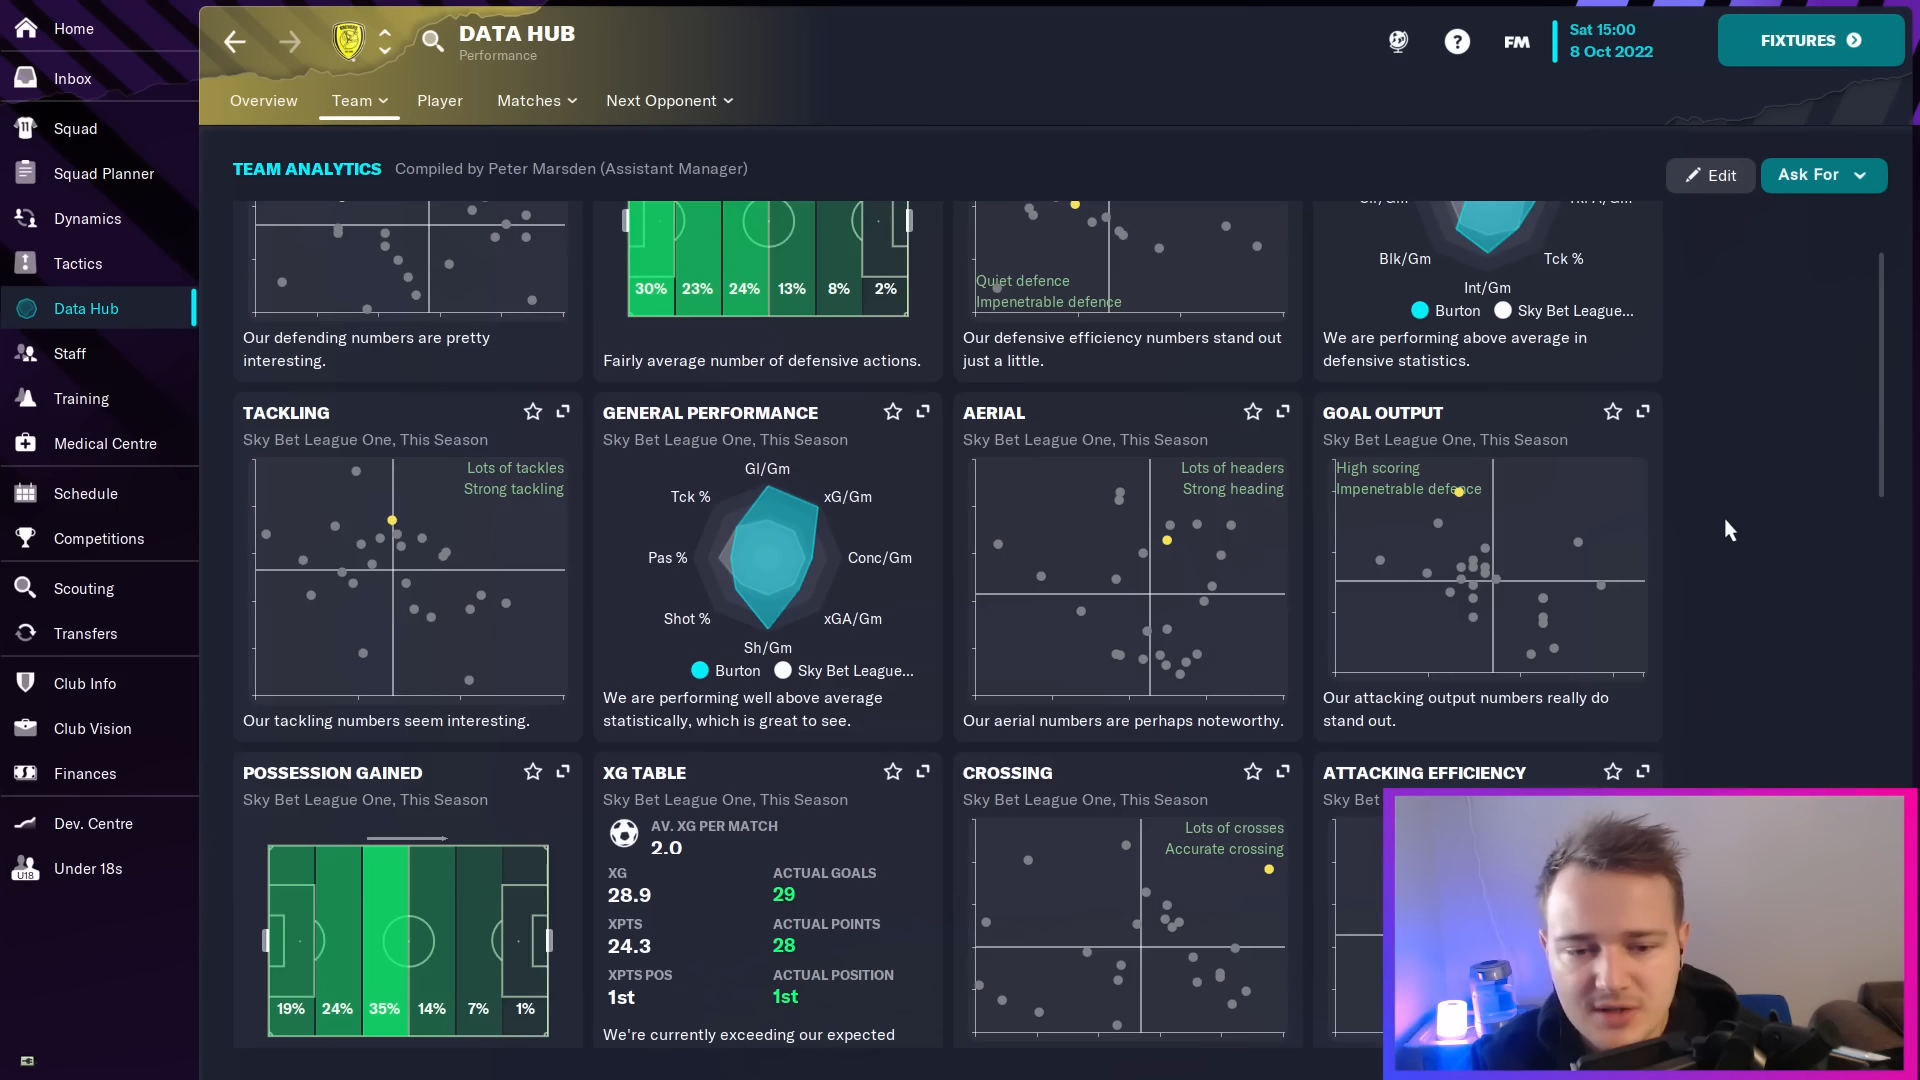 Home
Inbox
Squad
Squad Planner
Dynamics
Tactics
Data Hub
Staff
Training
Medical Centre
Schedule
Competitions
Scouting
Transfers
Club Info
Club Vision
Finances
Dev. Centre
U18
Under 18s
DATA HUB
Performance
?
FM
Sat 15:00
8 Oct 2022
FIXTURES
Overview
Team
Player
Matches
Next Opponent
TEAM ANALYTICS
Compiled by Peter Marsden (Assistant Manager)
Edit
Ask For
Our defending numbers are pretty
interesting.
30% 23% 24% 13% 8% 2%
Fairly average number of defensive actions.
Quiet defence
Impenetrable defence
Our defensive efficiency numbers stand out
just a little.
Blk/Gm
Tck %
Int/Gm
Burton
Sky Bet League...
We are performing above average in
defensive statistics.
TACKLING
Sky Bet League One, This Season
Lots of tackles
Strong tackling
Our tackling numbers seem interesting.
GENERAL PERFORMANCE
Sky Bet League One, This Season
Gl/Gm
Tck %
xG/Gm
Pas %
Conc/Gm
Shot %
xGA/Gm
Sh/Gm
Burton
Sky Bet League...
We are performing well above average
statistically, which is great to see.
AERIAL
Sky Bet League One, This Season
Lots of headers
Strong heading
Our aerial numbers are perhaps noteworthy.
GOAL OUTPUT
Sky Bet League One, This Season
High scoring
Impenetrable defence
Our attacking output numbers really do
stand out.
POSSESSION GAINED
Sky Bet League One, This Season
19% 24% 35% 14% 7% 1%
XG TABLE
Sky Bet League One, This Season
AV. XG PER MATCH
2.0
XG
28.9
ACTUAL GOALS
29
XPTS
24.3
ACTUAL POINTS
28
XPTS POS
1st
ACTUAL POSITION
1st
We're currently exceeding our expected
CROSSING
Sky Bet League One, This Season
Lots of crosses
Accurate crossing
ATTACKING EFFICIENCY
Sky Bet